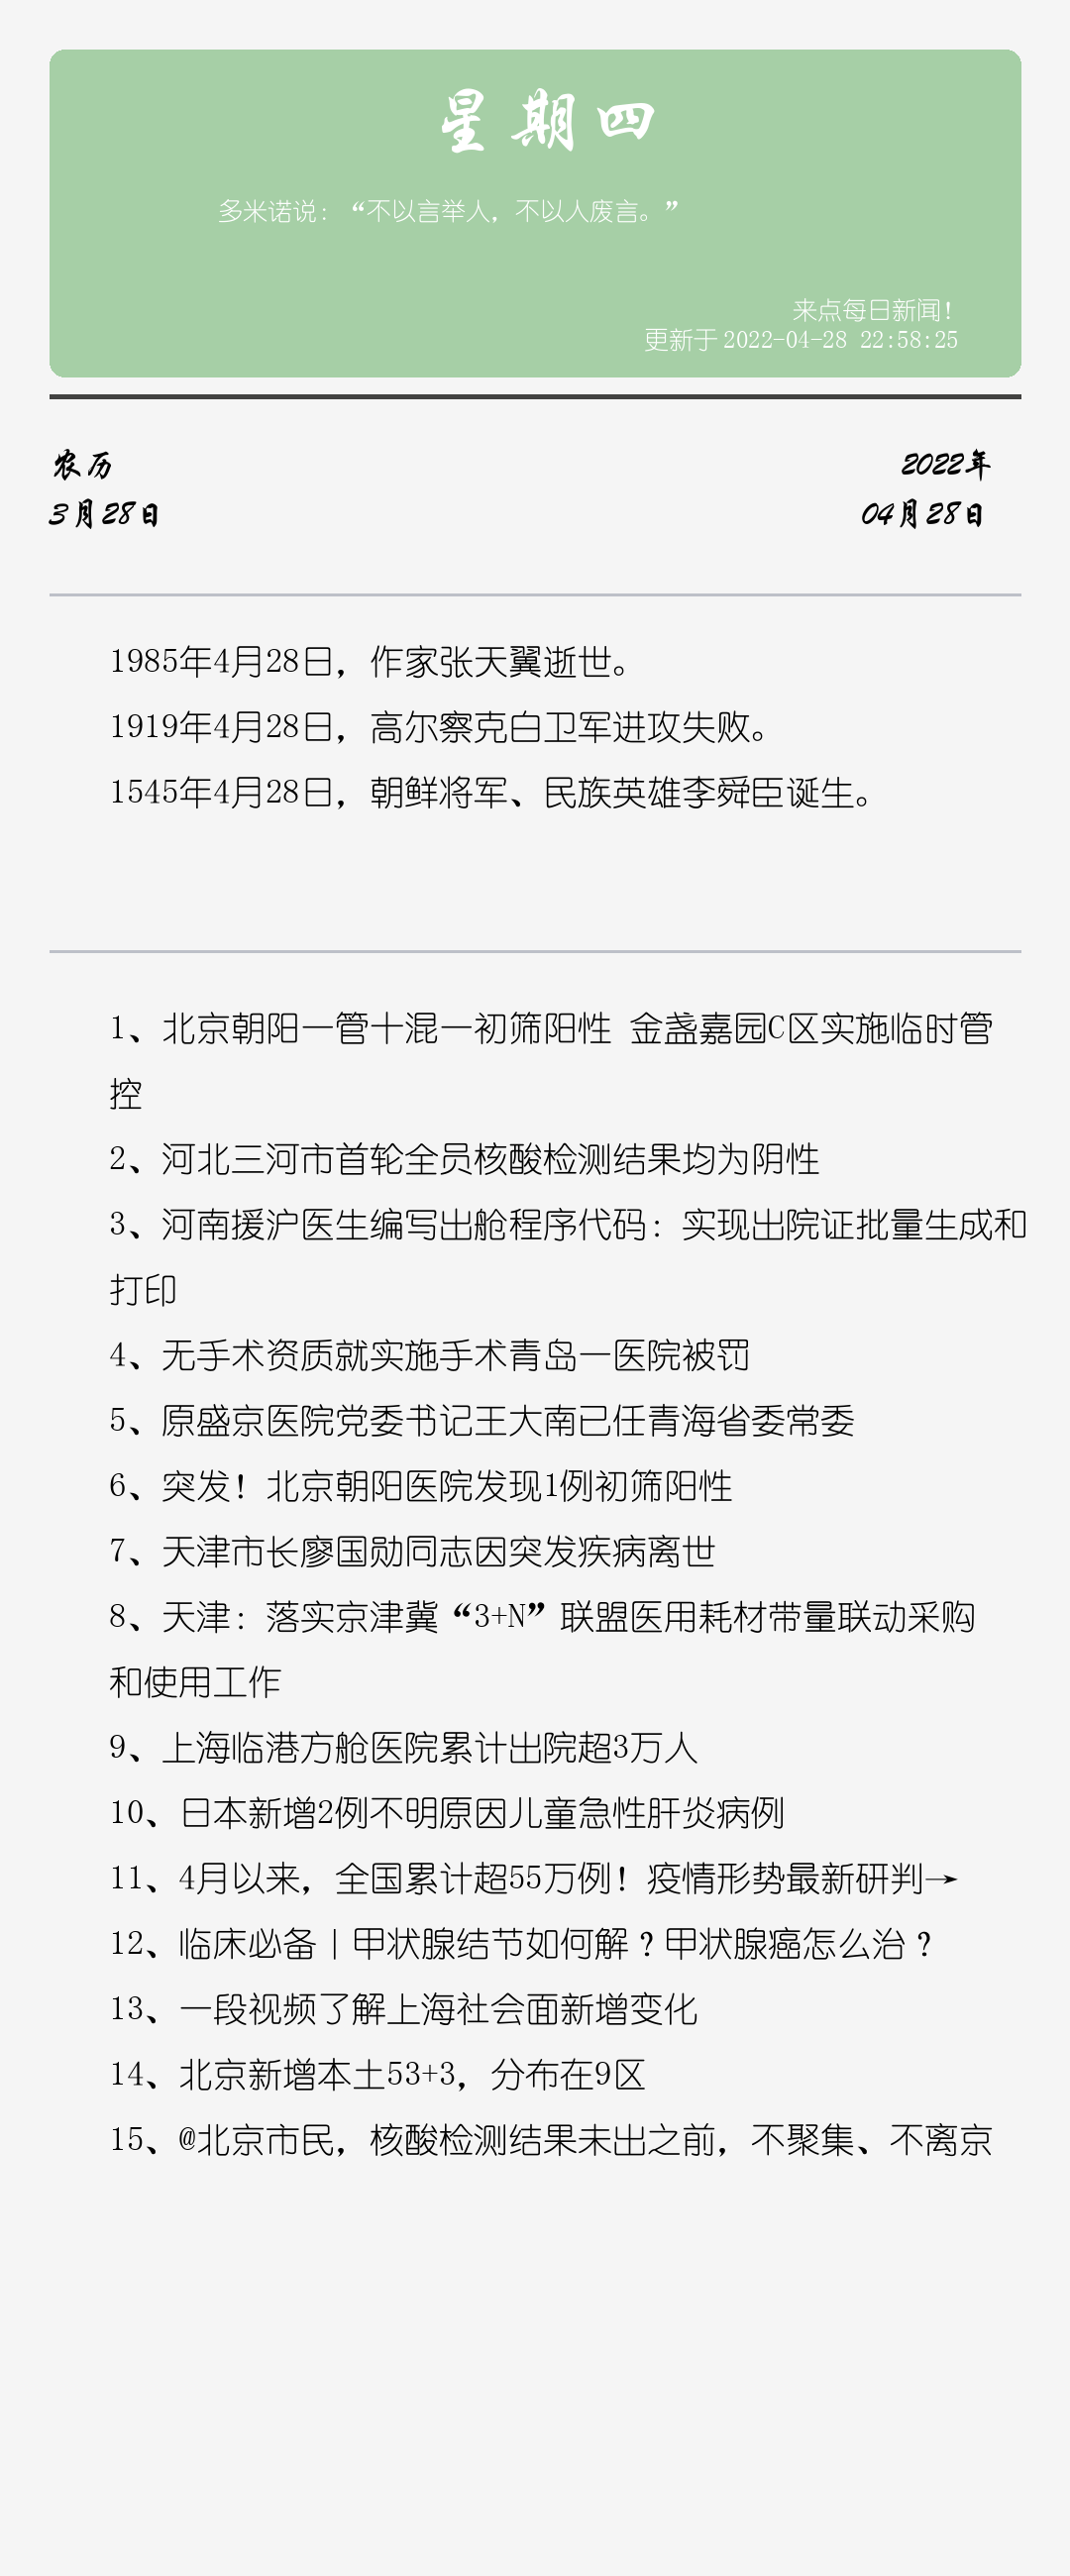 星期四
多米诺说：“不以言举人，不以人废言。”
来点每日新闻！
更新于 2022-04-28 22:58:25
农历
2022年
3月28日
04月28日
1985年4月28日，作家张天翼逝世。
1919年4月28日，高尔察克白卫军进攻失败。
1545年4月28日，朝鲜将军、民族英雄李舜臣诞生。
1、北京朝阳一管十混一初筛阳性 金盏嘉园C区实施临时管
控
2、河北三河市首轮全员核酸检测结果均为阴性
3、河南援沪医生编写出舱程序代码：实现出院证批量生成和
打印
4、无手术资质就实施手术青岛一医院被罚
5、原盛京医院党委书记王大南已任青海省委常委
6、突发！北京朝阳医院发现1例初筛阳性
7、天津市长廖国勋同志因突发疾病离世
8、天津：落实京津冀“3+N”联盟医用耗材带量联动采购
和使用工作
9、上海临港方舱医院累计出院超3万人
10、日本新增2例不明原因儿童急性肝炎病例
11、4月以来，全国累计超55万例！疫情形势最新研判→
12、临床必备丨甲状腺结节如何解？甲状腺癌怎么治？
13、一段视频了解上海社会面新增变化
14、北京新增本土53+3，分布在9区
15、@北京市民，核酸检测结果未出之前，不聚集、不离京